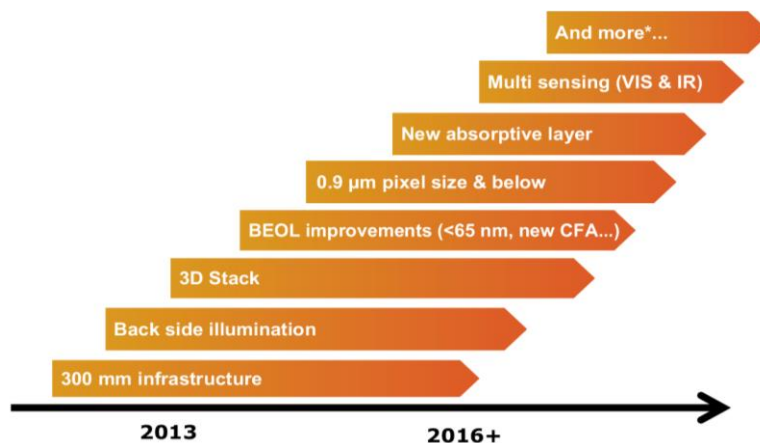 And more*...
Multi sensing (VIS & IR)
New absorptive layer
0.9 µm pixel size & below
BEOL improvements (<65 nm, new CFA...)
3D Stack
Back side illumination
300 mm infrastructure
2013
2016+